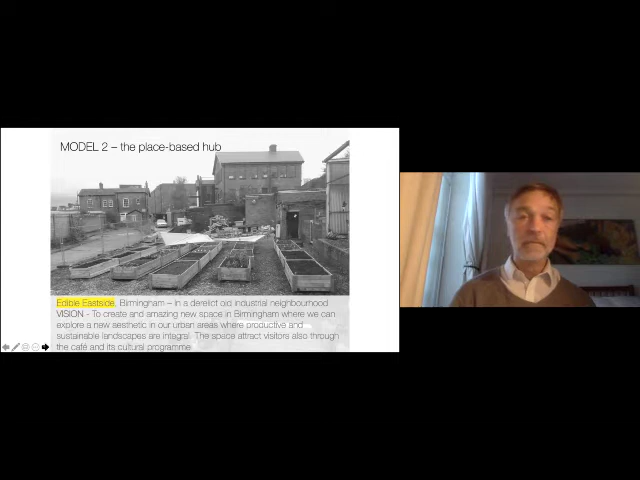 MODEL 2 – the place-based hub
Edible Eastside, Birmingham – In a derelict old industrial neighbourhood
VISION - To create and amazing new space in Birmingham where we can
explore a new aesthetic in our urban areas where productive and
sustainable landscapes are integral. The space attract visitors also through
the café and its cultural programme